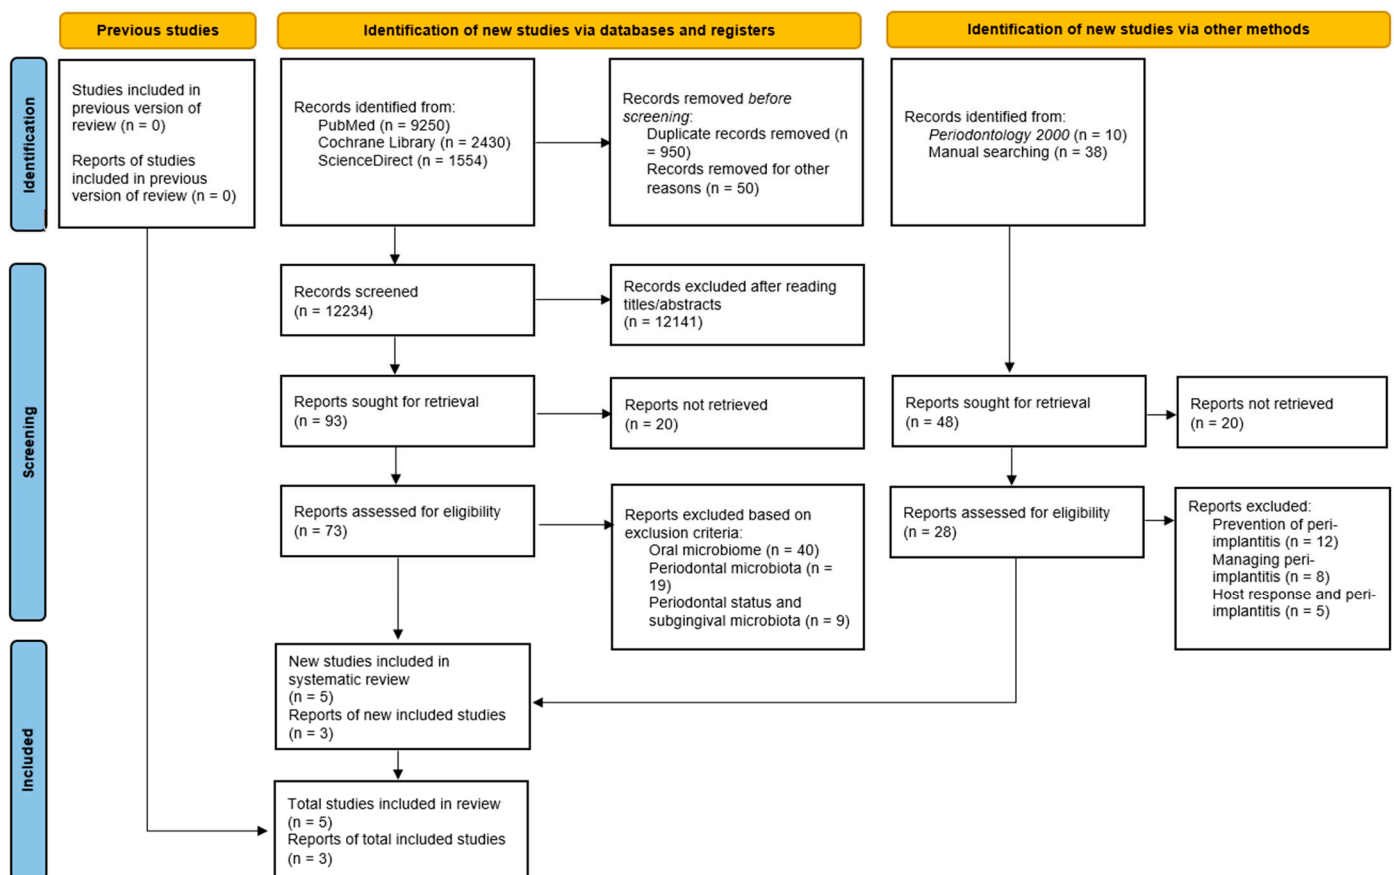 Previous studies
Identification of new studies via databases and registers
Identification of new studies via other methods
Identification
Studies included in
previous version of
review (n = 0)
Reports of studies
included in previous
version of review (n = 0)
Records identified from:
PubMed (n = 9250)
Cochrane Library (n = 2430)
ScienceDirect (n = 1554)
Records removed before
screening:
Duplicate records removed (n
= 950)
Records removed for other
reasons (n = 50)
Records identified from:
Periodontology 2000 (n = 10)
Manual searching (n = 38)
Screening
Records screened
(n = 12234)
Records excluded after reading
titles/abstracts
(n = 12141)
Reports sought for retrieval
(n = 93)
Reports not retrieved
(n = 20)
Reports sought for retrieval
(n = 48)
Reports not retrieved
(n = 20)
Reports assessed for eligibility
(n = 73)
Reports excluded based on
exclusion criteria:
Oral microbiome (n = 40)
Periodontal microbiota (n =
19)
Periodontal status and
subgingival microbiota (n = 9)
Reports assessed for eligibility
(n = 28)
Reports excluded:
Prevention of peri-
implantitis (n = 12)
Managing peri-
implantitis (n = 8)
Host response and peri-
implantitis (n = 5)
Included
New studies included in
systematic review
(n = 5)
Reports of new included studies
(n = 3)
Total studies included in review
(n = 5)
Reports of total included studies
(n = 3)